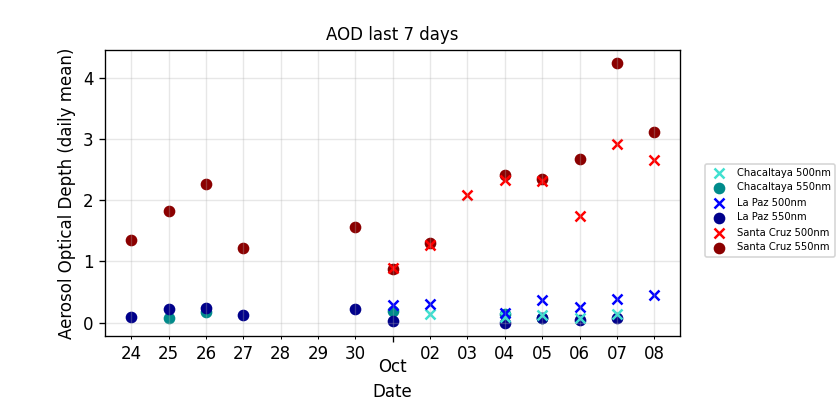 AOD last 7 days
Aerosol Optical Depth (daily mean)
4
3
2
1
0
24 25 26 27 28 29 30 02 03 04 05 06 07 08
Oct
Date
Chacaltaya 500nm
Chacaltaya 550nm
La Paz 500nm
La Paz 550nm
Santa Cruz 500nm
Santa Cruz 550nm